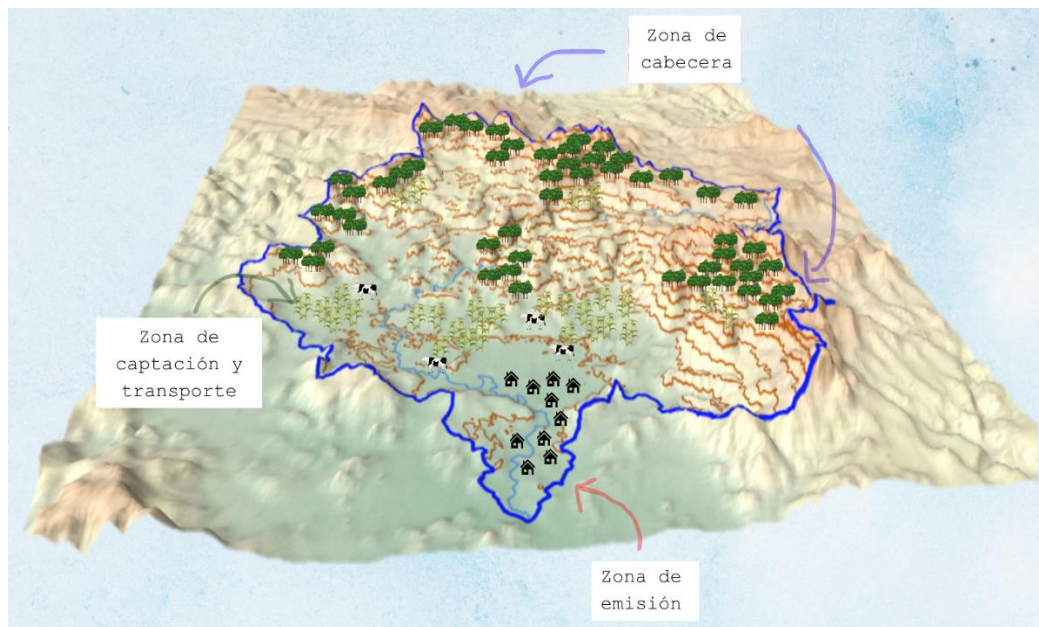 Zona de
cabecera
Zona de
captación y
transporte
Zona de
emisión